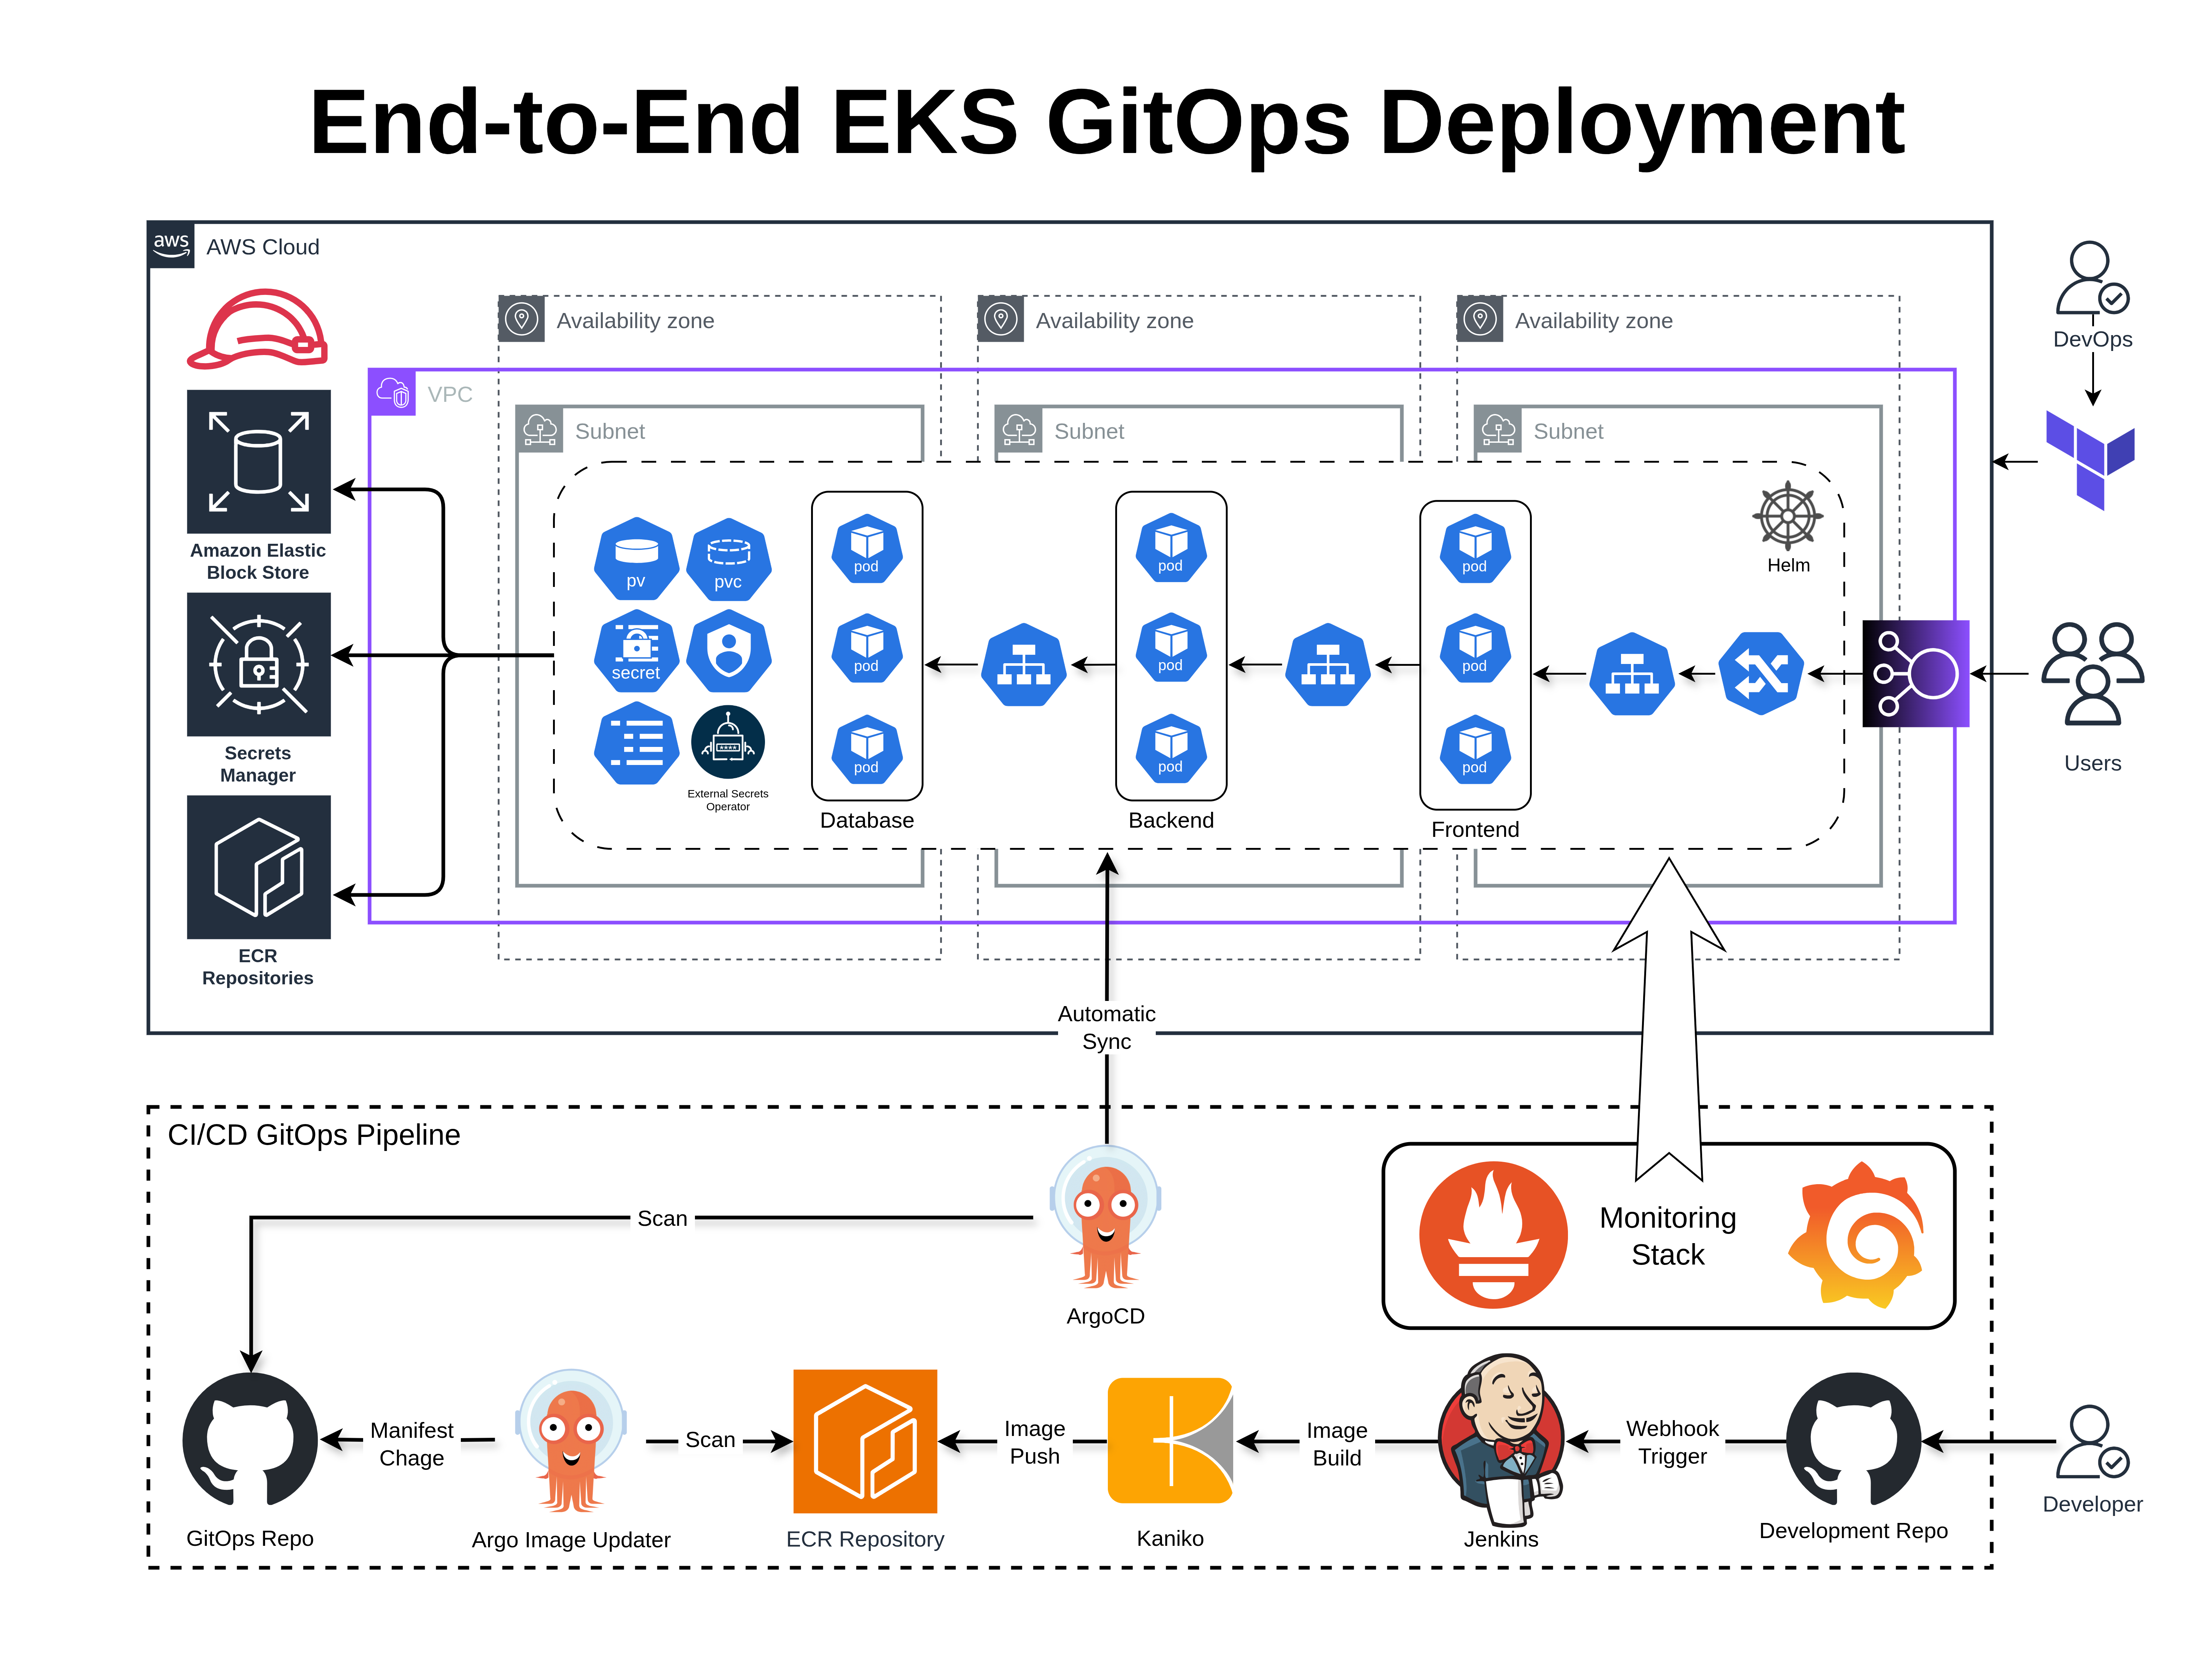 End-to-End EKS GitOps Deployment
aws
AWS Cloud
Availability zone
Availability zone
Availability zone
DevOps
VPC
Subnet
Subnet
Subnet
Amazon Elastic
Block Store
pv
pvc
pod
pod
pod
Helm
secret
pod
pod
pod
Secrets
Manager
****
External Secrets
Operator
pod
pod
pod
Database
Backend
Frontend
Users
ECR
Repositories
Automatic
Sync
CI/CD GitOps Pipeline
Scan
ArgoCD
Monitoring
Stack
Manifest
Chage
Scan
Image
Push
Image
Build
Webhook
Trigger
GitOps Repo
Argo Image Updater
ECR Repository
Kaniko
Jenkins
Development Repo
Developer